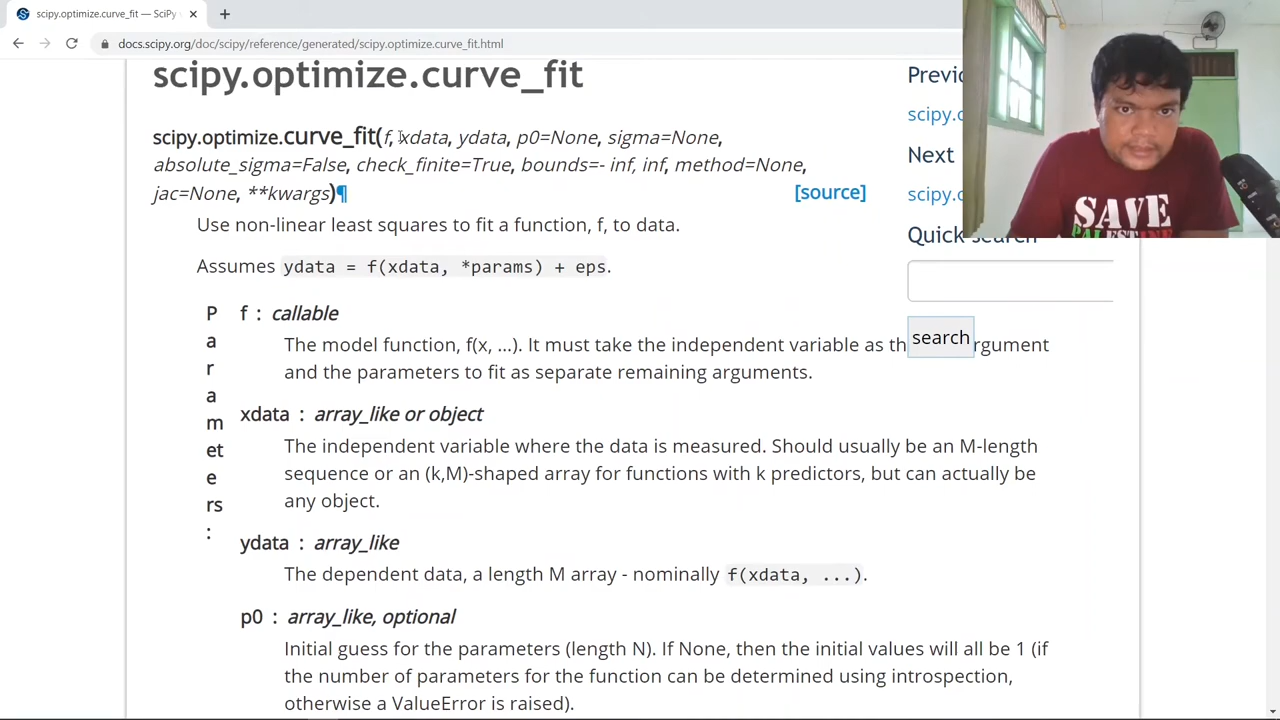 scipy.optimize.curve_fit — SciPy
docs.scipy.org/doc/scipy/reference/generated/scipy.optimize.curve_fit.html
scipy.optimize.curve_fit
scipy.optimize.curve_fit(f, xdata, ydata, p0=None, sigma=None,
absolute_sigma=False, check_finite=True, bounds=- inf, inf, method=None,
jac=None, **kwargs)¶ [source]
Use non-linear least squares to fit a function, f, to data.
Assumes ydata = f(xdata, *params) + eps.
P
a
r
a
m
et
e
rs
:
f : callable
The model function, f(x, ...). It must take the independent variable as th rgument
and the parameters to fit as separate remaining arguments.
xdata : array_like or object
The independent variable where the data is measured. Should usually be an M-length
sequence or an (k,M)-shaped array for functions with k predictors, but can actually be
any object.
ydata : array_like
The dependent data, a length M array - nominally f(xdata, ...).
p0 : array_like, optional
Initial guess for the parameters (length N). If None, then the initial values will all be 1 (if
the number of parameters for the function can be determined using introspection,
otherwise a ValueError is raised).
Previo
scipy.o
Next
scipy.o
Quick search
search
SAVE
PALESTINE